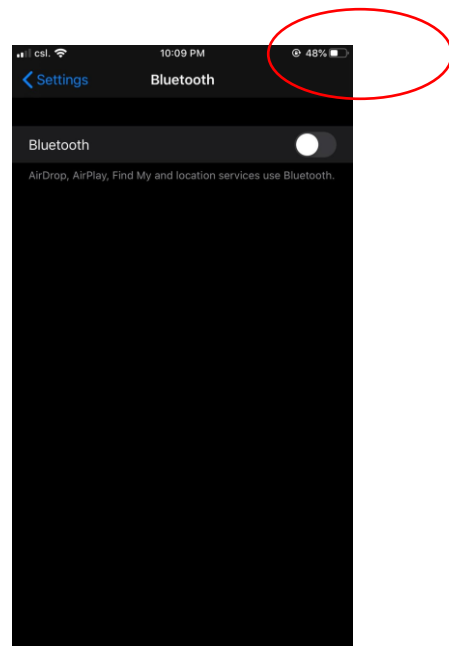 csl. 10:09 PM 48%
Settings Bluetooth
Bluetooth
AirDrop, AirPlay, Find My and location services use Bluetooth.